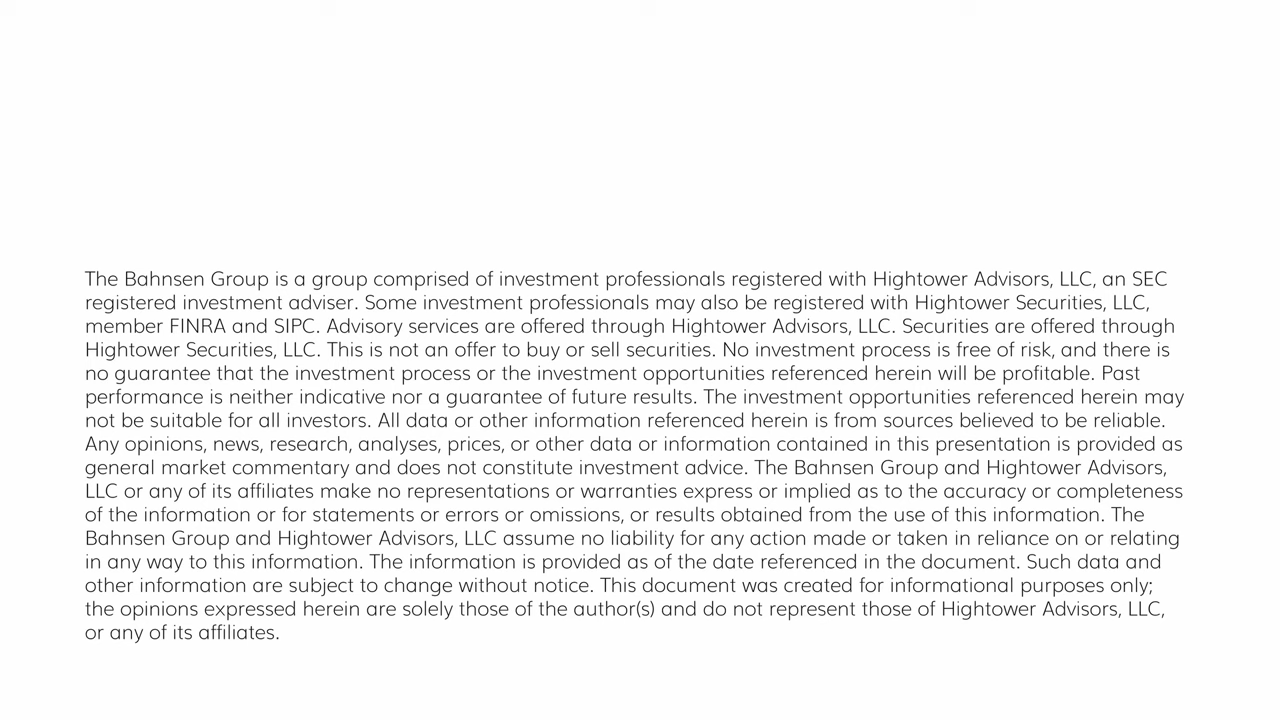 The Bahnsen Group is a group comprised of investment professionals registered with Hightower Advisors, LLC, an SEC
registered investment adviser. Some investment professionals may also be registered with Hightower Securities, LLC,
member FINRA and SIPC. Advisory services are offered through Hightower Advisors, LLC. Securities are offered through
Hightower Securities, LLC. This is not an offer to buy or sell securities. No investment process is free of risk, and there is
no guarantee that the investment process or the investment opportunities referenced herein will be profitable. Past
performance is neither indicative nor a guarantee of future results. The investment opportunities referenced herein may
not be suitable for all investors. All data or other information referenced herein is from sources believed to be reliable.
Any opinions, news, research, analyses, prices, or other data or information contained in this presentation is provided as
general market commentary and does not constitute investment advice. The Bahnsen Group and Hightower Advisors,
LLC or any of its affiliates make no representations or warranties express or implied as to the accuracy or completeness
of the information or for statements or errors or omissions, or results obtained from the use of this information. The
Bahnsen Group and Hightower Advisors, LLC assume no liability for any action made or taken in reliance on or relating
in any way to this information. The information is provided as of the date referenced in the document. Such data and
other information are subject to change without notice. This document was created for informational purposes only;
the opinions expressed herein are solely those of the author(s) and do not represent those of Hightower Advisors, LLC,
or any of its affiliates.